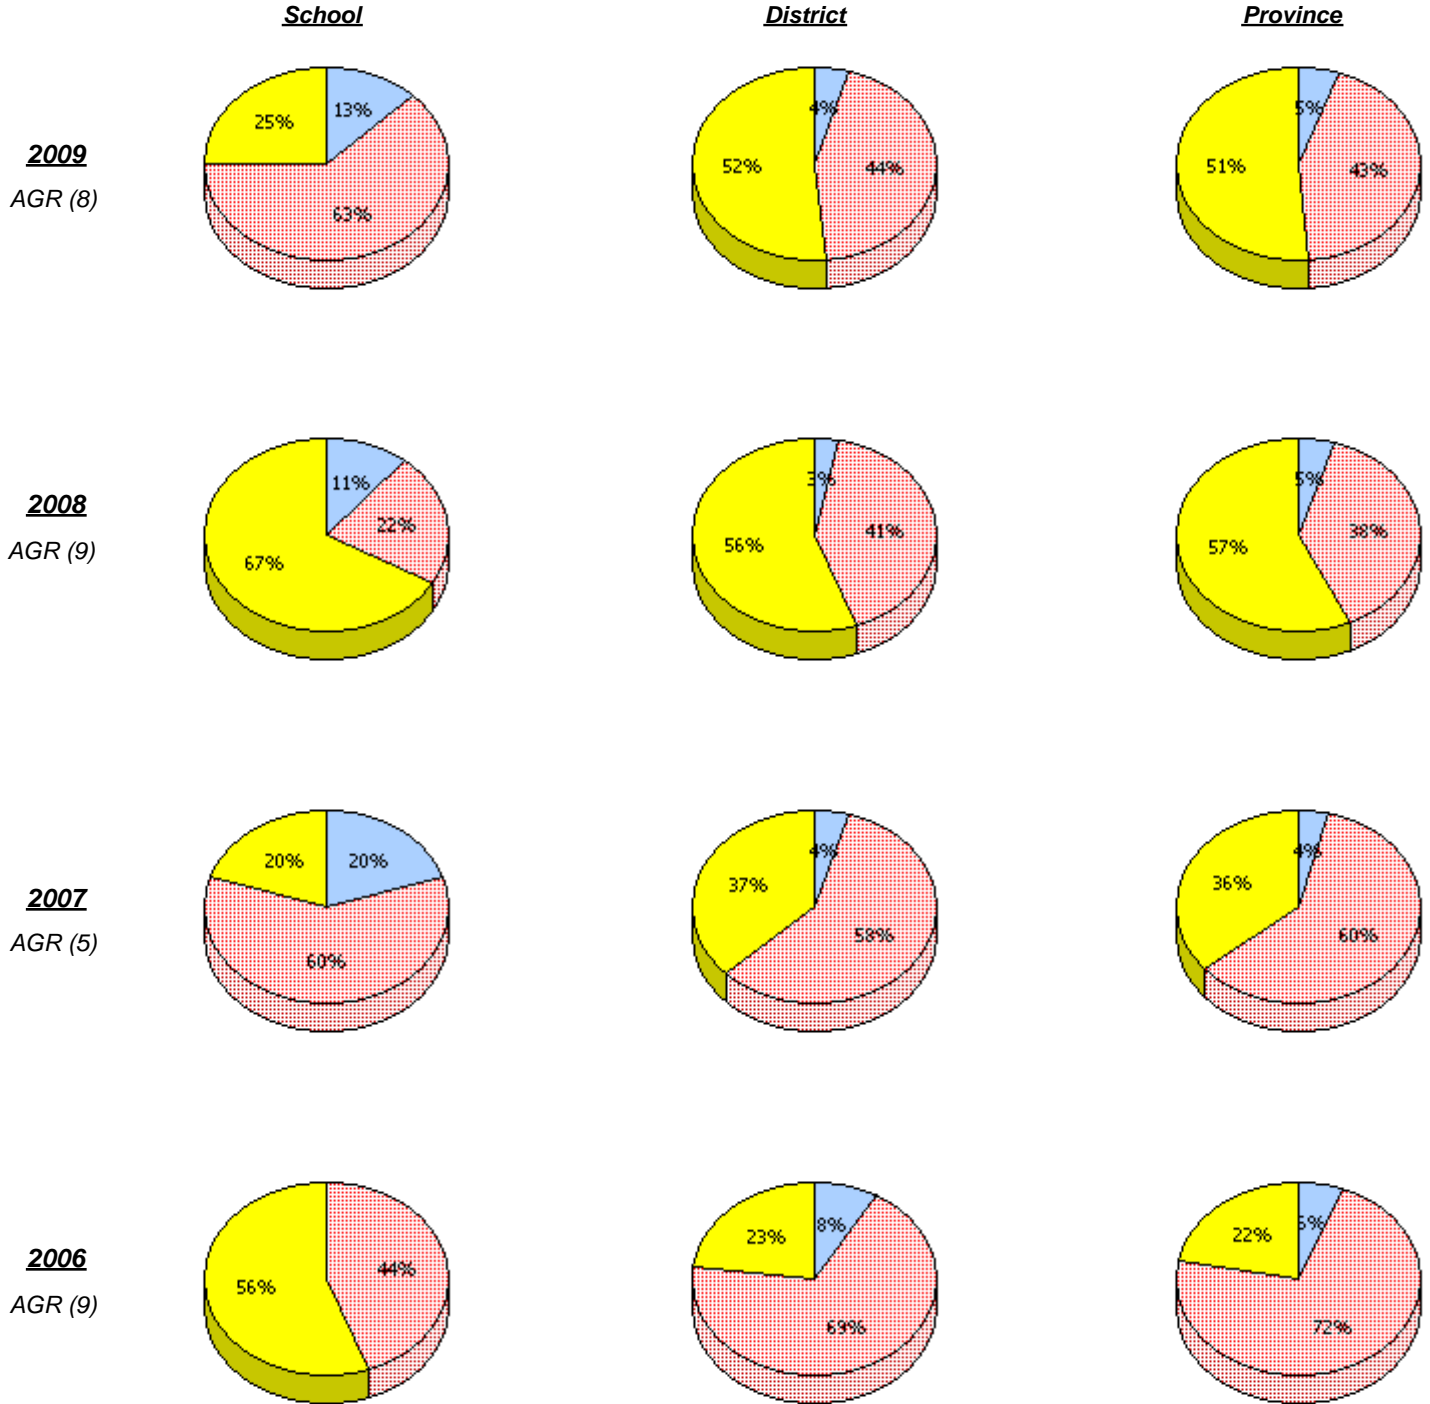 School District Province
13% 4% 5%
25%
2009 52% 44% 51% 43%
AGR (8)
63%
11% 3% 5%
2008 22% 41% 38%
AGR (9) 67% 56% 57%
20% 20% 4% 4%
2007 37% 36%
AGR (5) 60% 58% 60%
8%
23% 22%
2006 56% 44%
AGR (9)
69% 72%